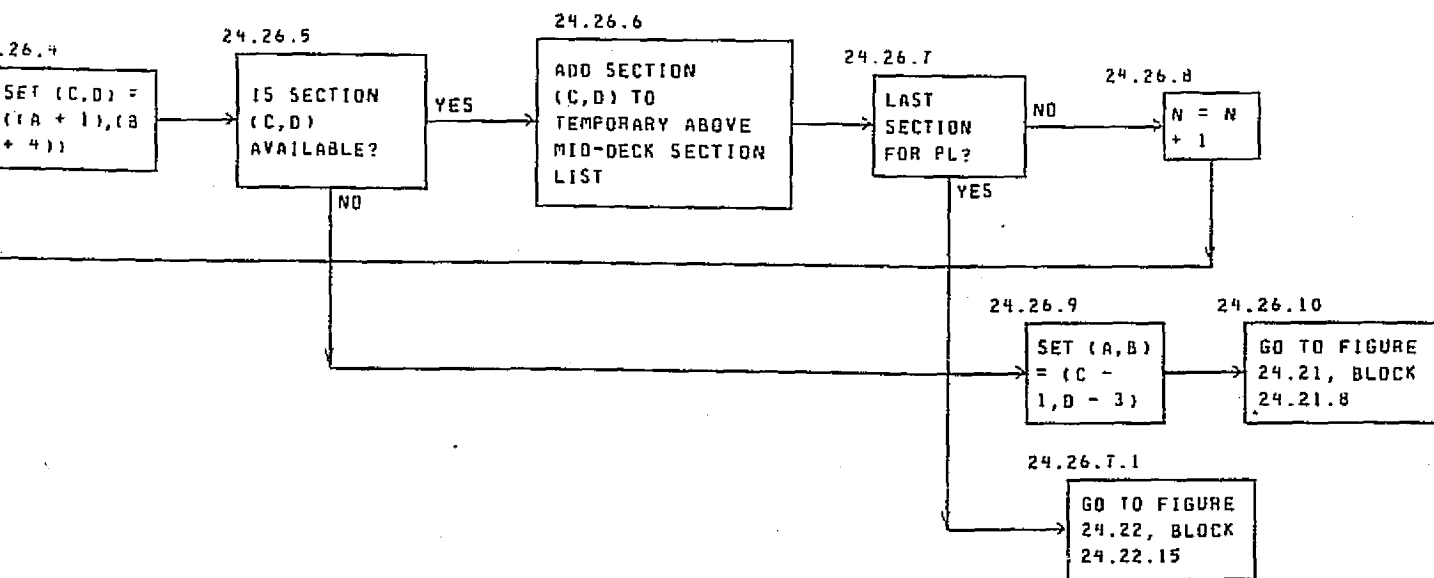 .26.4
SET (C,D) =
((A + 1),(B
+ 4))
24.26.5
IS SECTION
(C,D)
AVAILABLE?
YES
NO
24.26.6
ADD SECTION
(C,D) TO
TEMPORARY ABOVE
MID-DECK SECTION
LIST
24.26.7
LAST
SECTION
FOR PL?
NO
YES
24.26.8
N = N
+ 1
24.26.9
SET (A,B)
= (C -
1,D - 3)
24.26.10
GO TO FIGURE
24.21, BLOCK
24.21.8
24.26.7.1
GO TO FIGURE
24.22, BLOCK
24.22.15